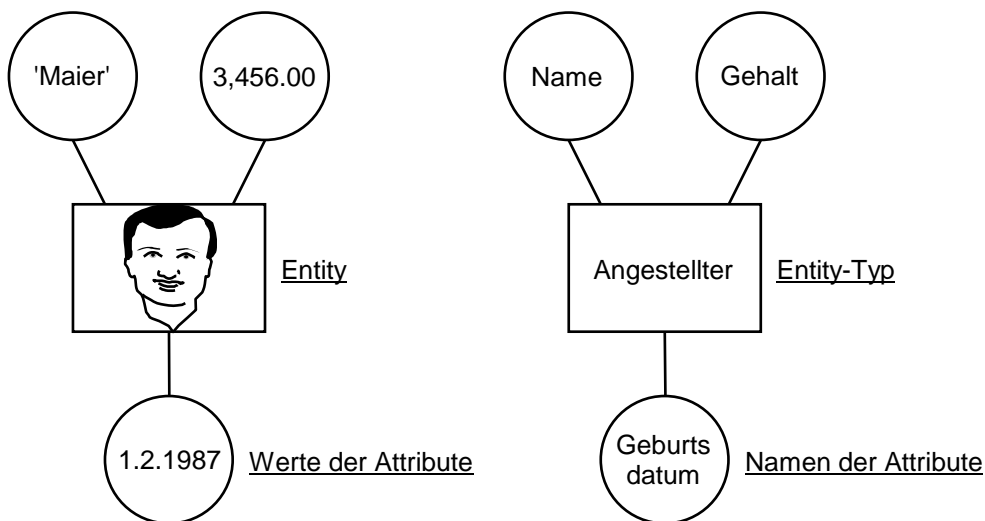 'Maier'
3,456.00
Name
Gehalt
Entity
Angestellter
Entity-Typ
1.2.1987
Werte der Attribute
Geburts
datum
Namen der Attribute